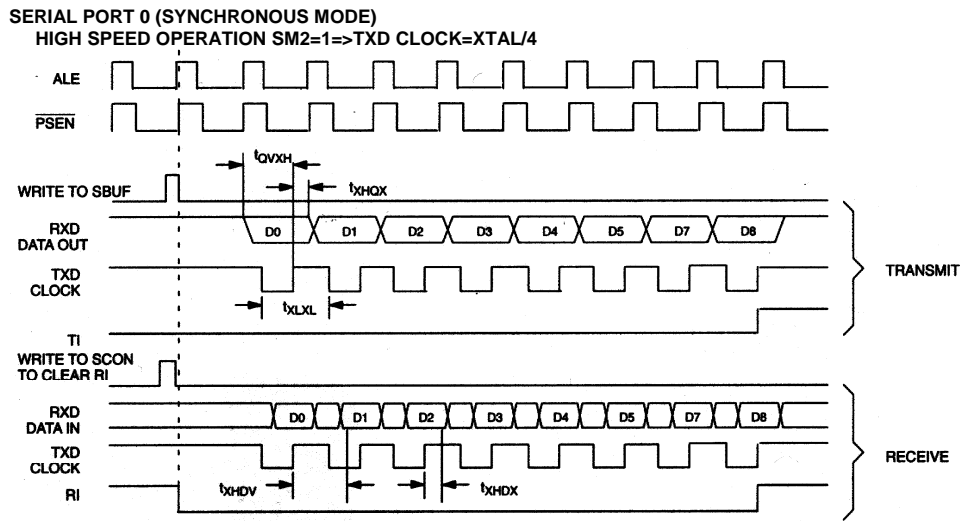 SERIAL PORT 0 (SYNCHRONOUS MODE)
HIGH SPEED OPERATION SM2=1=>TXD CLOCK=XTAL/4
ALE
PSEN
tQVXH
WRITE TO SBUF
tXHQX
RXD
DATA OUT
D0 D1 D2 D3 D4 D5 D7 D8
TXD
CLOCK
TRANSMIT
tXLXL
TI
WRITE TO SCON
TO CLEAR RI
RXD
DATA IN
D0 D1 D2 D3 D4 D5 D7 D8
TXD
CLOCK
RECEIVE
tXHDV
tXHDX
RI